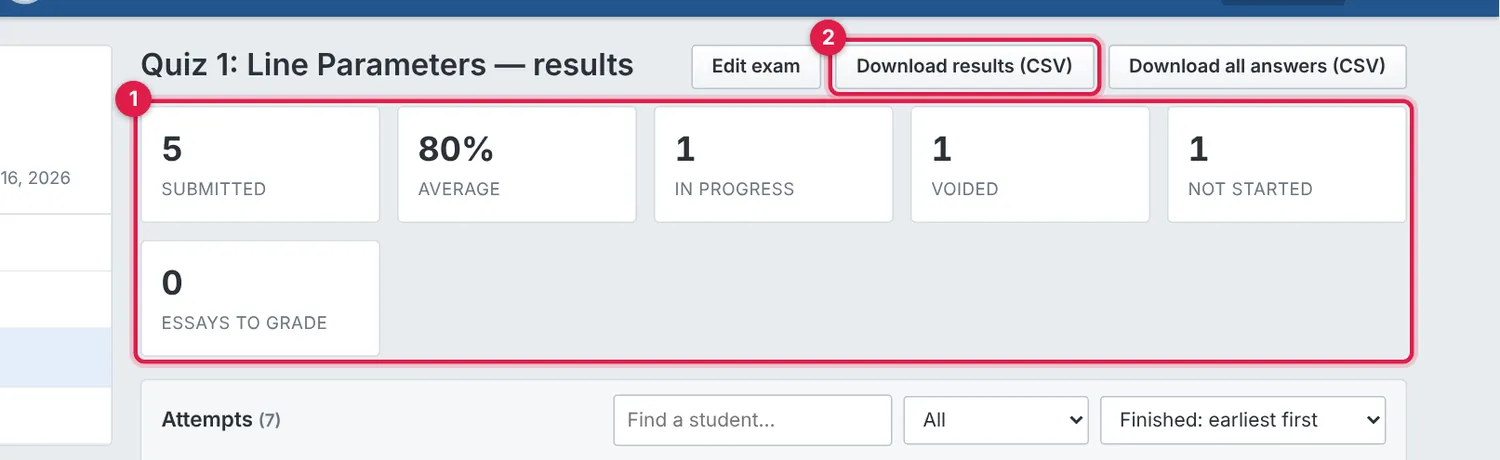 2
Quiz 1: Line Parameters — results
Edit exam
Download results (CSV)
Download all answers (CSV)
1
5
SUBMITTED
80%
AVERAGE
1
IN PROGRESS
1
VOIDED
1
NOT STARTED
16, 2026
0
ESSAYS TO GRADE
Attempts (7)
Find a student...
All
Finished: earliest first